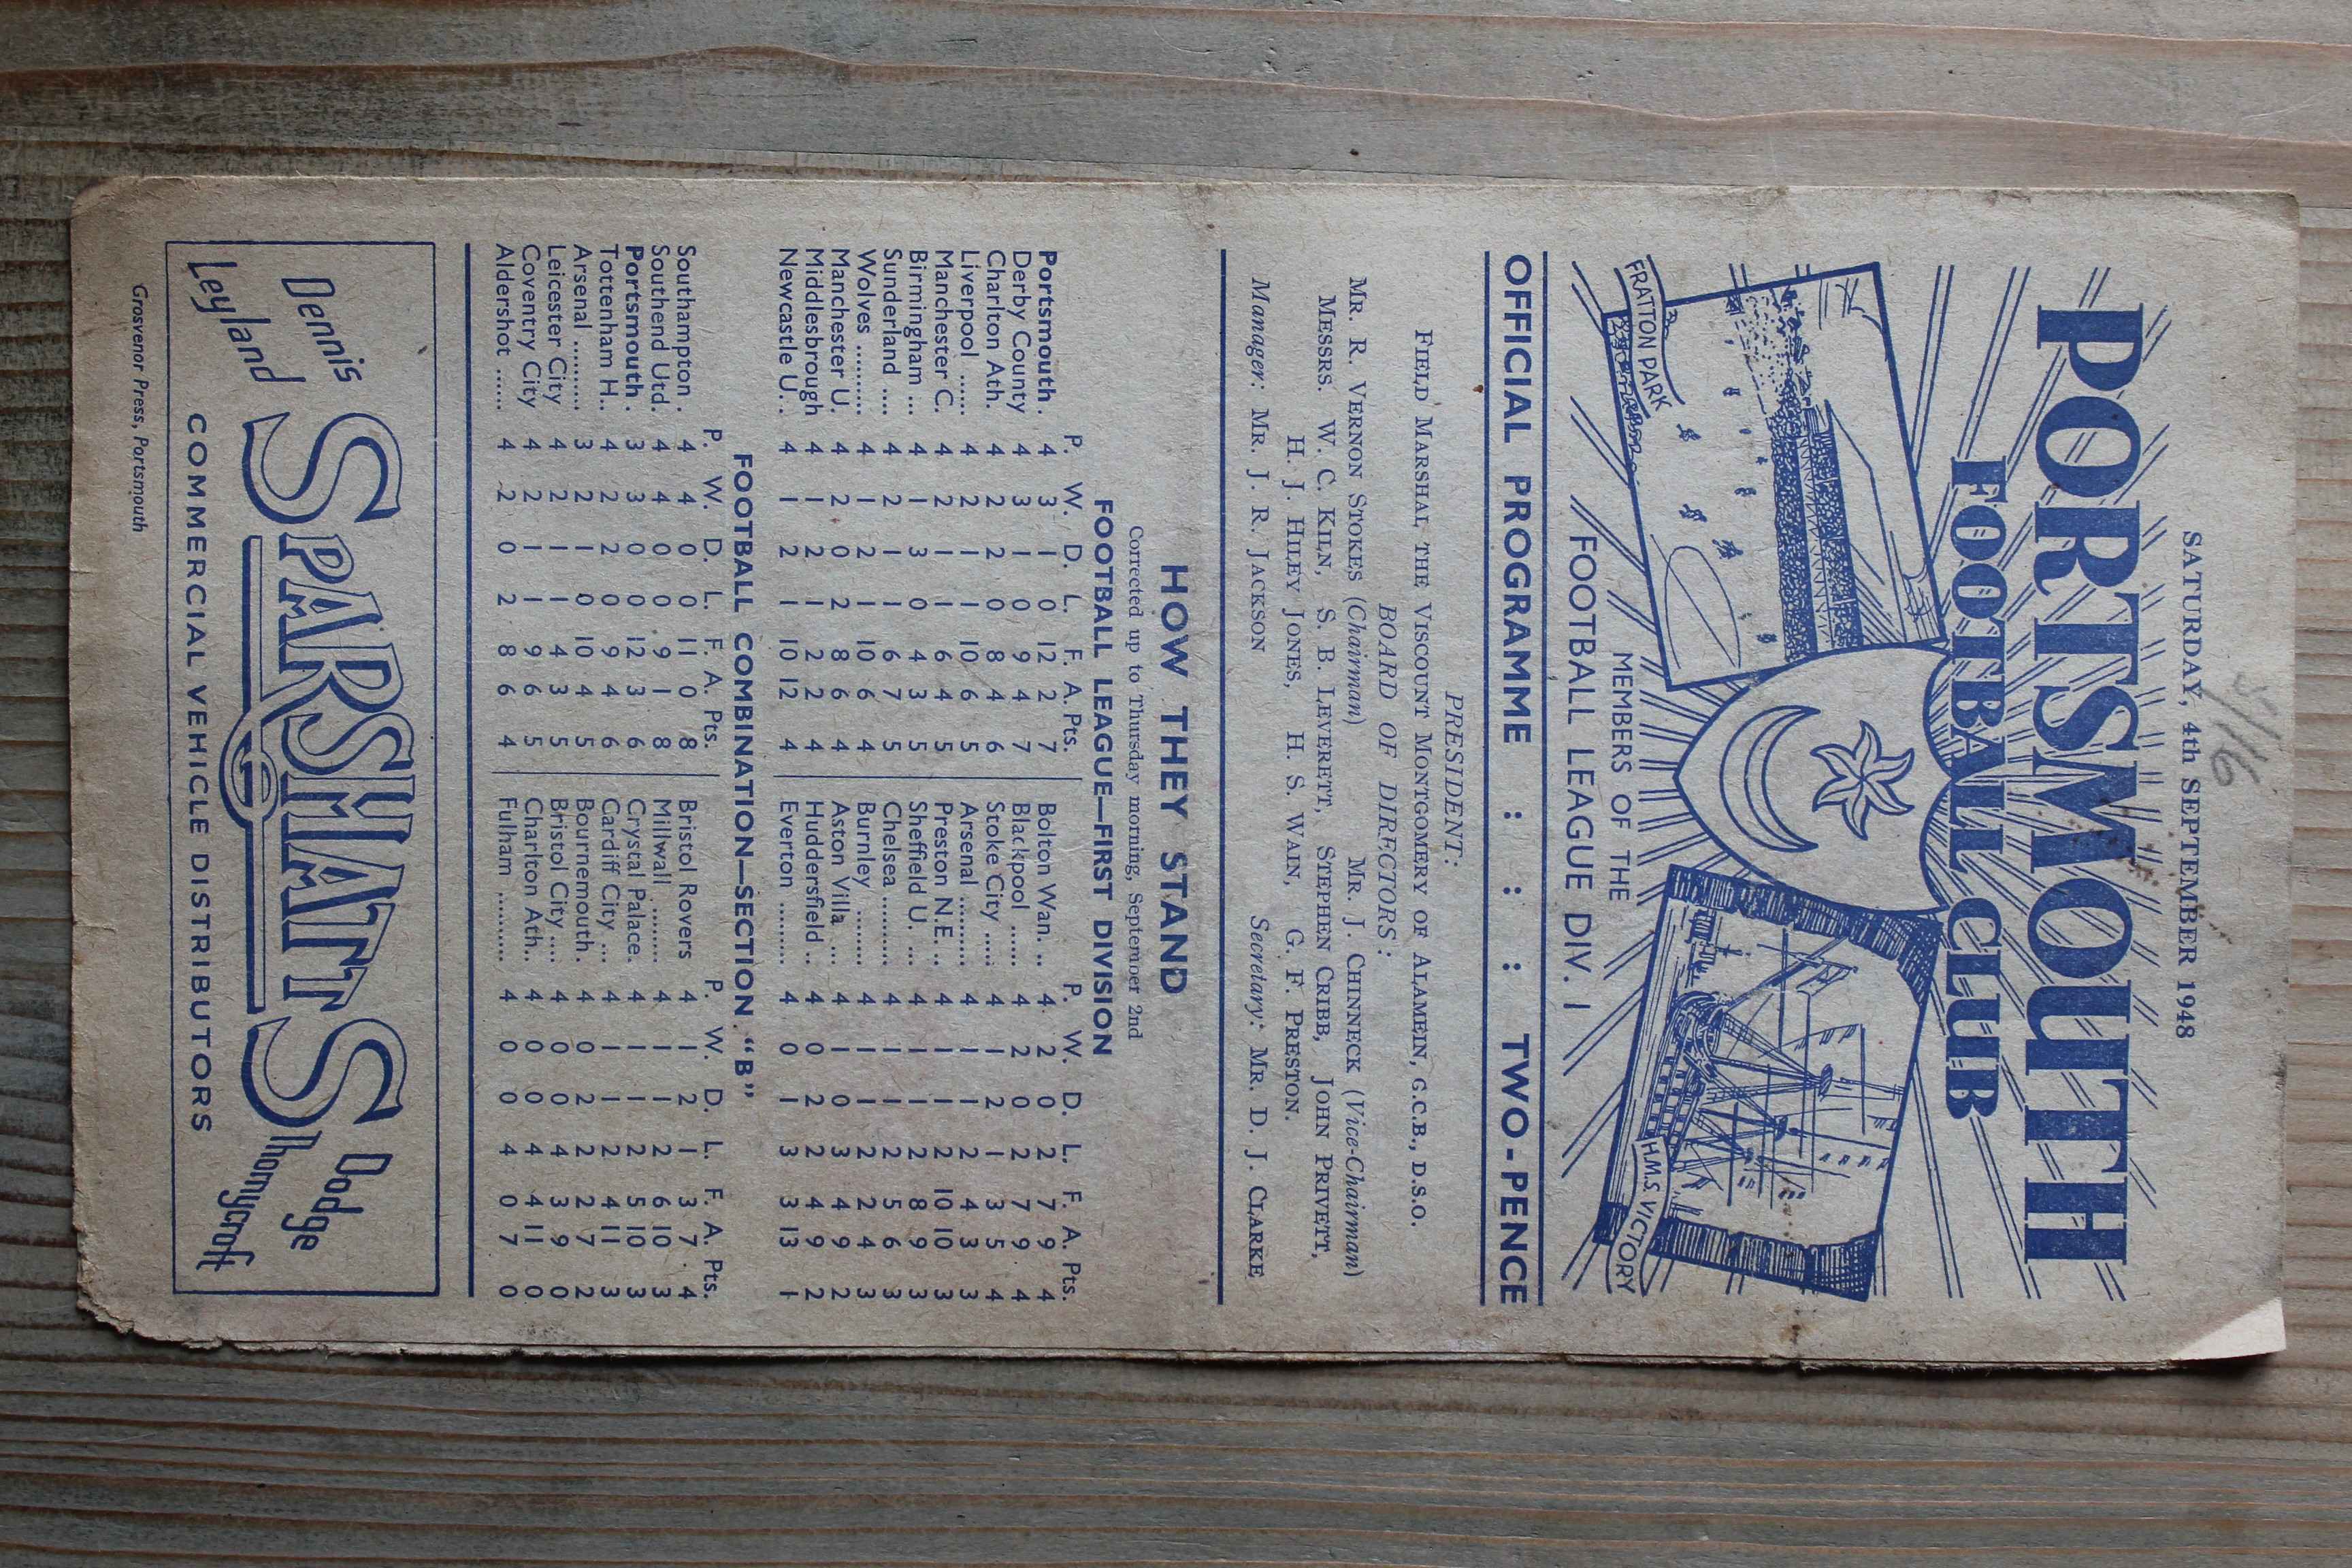 SATURDAY, 4th SEPTEMBER 1948
PORTSMOUTH
FOOTBALL CLUB
FRATTON PARK
H.M.S. VICTORY
MEMBERS OF THE
FOOTBALL LEAGUE DIV. 1
OFFICIAL PROGRAMME : : : TWO-PENCE
PRESIDENT:
FIELD MARSHAL THE VISCOUNT MONTGOMERY OF ALAMEIN, G.C.B., D.S.O.
BOARD OF DIRECTORS:
MR. R. VERNON STOKES (Chairman) MR. J. CHINNECK (Vice-Chairman)
MESSRS. W. C. KILN, S. B. LEVERETT, STEPHEN CRIBB, JOHN PRIVETT,
H. J. HILEY JONES, H. S. WAIN, G. F. PRESTON.
Manager: MR. J. R. JACKSON Secretary: MR. D. J. CLARKE
HOW THEY STAND
Corrected up to Thursday morning, September 2nd
FOOTBALL LEAGUE—FIRST DIVISION
P. W. D. L. F. A. Pts. P. W. D. L. F. A. Pts.
Portsmouth . 4 3 1 0 12 2 7 Bolton Wan. .. 4 2 0 2 7 9 4
Derby County 4 3 1 0 9 4 7 Blackpool ...... 4 2 0 2 7 9 4
Charlton Ath. 4 2 2 0 8 4 6 Stoke City ..... 4 1 2 1 3 5 4
Liverpool ...... 4 2 1 1 10 6 5 Arsenal .......... 4 1 1 2 4 3 3
Manchester C. 4 2 1 1 6 4 5 Preston N.E. .. 4 1 1 2 10 10 3
Birmingham ... 4 1 3 0 4 3 5 Sheffield U. ... 4 1 1 2 8 9 3
Sunderland .... 4 2 1 1 6 7 5 Chelsea .......... 4 1 1 2 5 6 3
Wolves .......... 4 1 2 1 10 6 4 Burnley .......... 4 1 1 2 2 4 3
Manchester U. 4 2 0 2 8 6 4 Aston Villa ... 4 1 0 3 4 9 2
Middlesbrough 4 1 2 1 2 2 4 Huddersfield .. 4 0 2 2 4 9 2
Newcastle U. . 4 1 2 1 10 12 4 Everton .......... 4 0 1 3 3 13 1
FOOTBALL COMBINATION—SECTION "B"
P. W. D. L. F. A. Pts. P. W. D. L. F. A. Pts.
Southampton . 4 4 0 0 11 0 8 Bristol Rovers 4 1 2 1 3 7 4
Southend Utd. 4 4 0 0 9 1 8 Millwall ......... 4 1 1 2 6 10 3
Portsmouth . 3 3 0 0 12 3 6 Crystal Palace. 4 1 1 2 5 10 3
Tottenham H.. 4 2 2 0 9 4 6 Cardiff City ... 4 1 1 2 4 11 3
Arsenal .......... 3 2 1 0 10 4 5 Bournemouth. 4 0 2 2 2 7 2
Leicester City 4 2 1 1 4 3 5 Bristol City .... 4 0 0 4 3 9 0
Coventry City 4 2 1 1 9 6 5 Charlton Ath.. 4 0 0 4 4 11 0
Aldershot ...... 4 2 0 2 8 6 4 Fulham .......... 4 0 0 4 0 7 0
Dennis Dodge
Leyland SPARSHATTS Thornycroft
COMMERCIAL VEHICLE DISTRIBUTORS
Grosvenor Press, Portsmouth